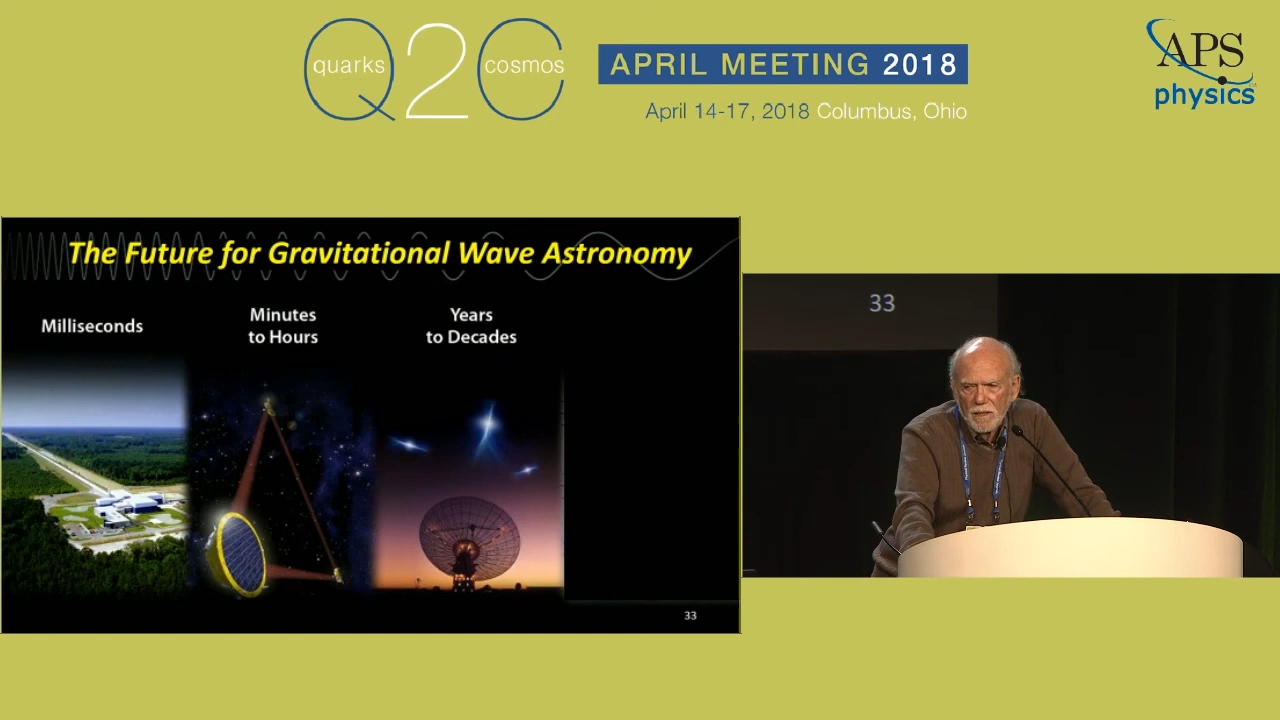 quarks
Q2C
cosmos
APRIL MEETING 2018
April 14-17, 2018 Columbus, Ohio
APS
physics
The Future for Gravitational Wave Astronomy
Milliseconds
Minutes
to Hours
Years
to Decades
33
33